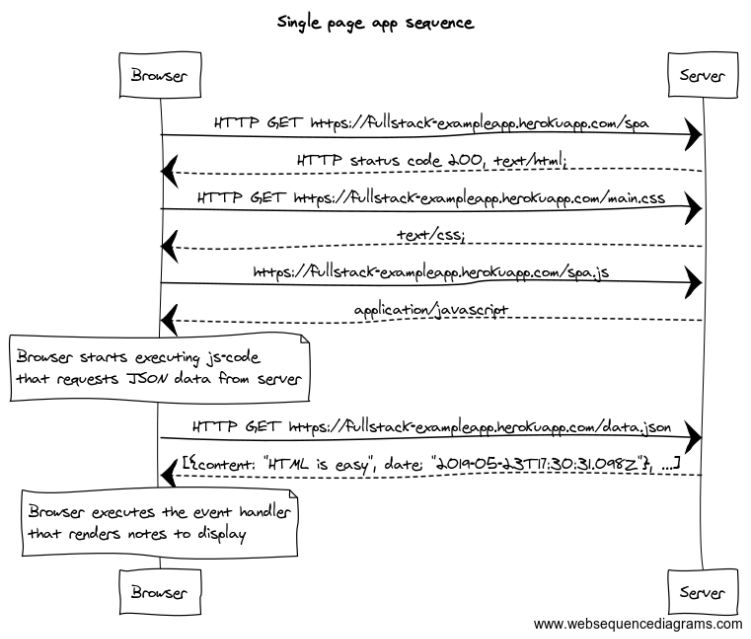 Single page app sequence
Browser
Server
HTTP GET https://fullstack-exampleapp.herokuapp.com/spa
HTTP status code 200, text/html;
HTTP GET https://fullstack-exampleapp.herokuapp.com/main.css
text/css;
https://fullstack-exampleapp.herokuapp.com/spa.js
application/javascript
Browser starts executing js-code
that requests JSON data from server
HTTP GET https://fullstack-exampleapp.herokuapp.com/data.json
[{content: "HTML is easy", date: "2019-05-23T17:30:31.098Z"}, ...]
Browser executes the event handler
that renders notes to display
Browser
Server
www.websequencediagrams.com